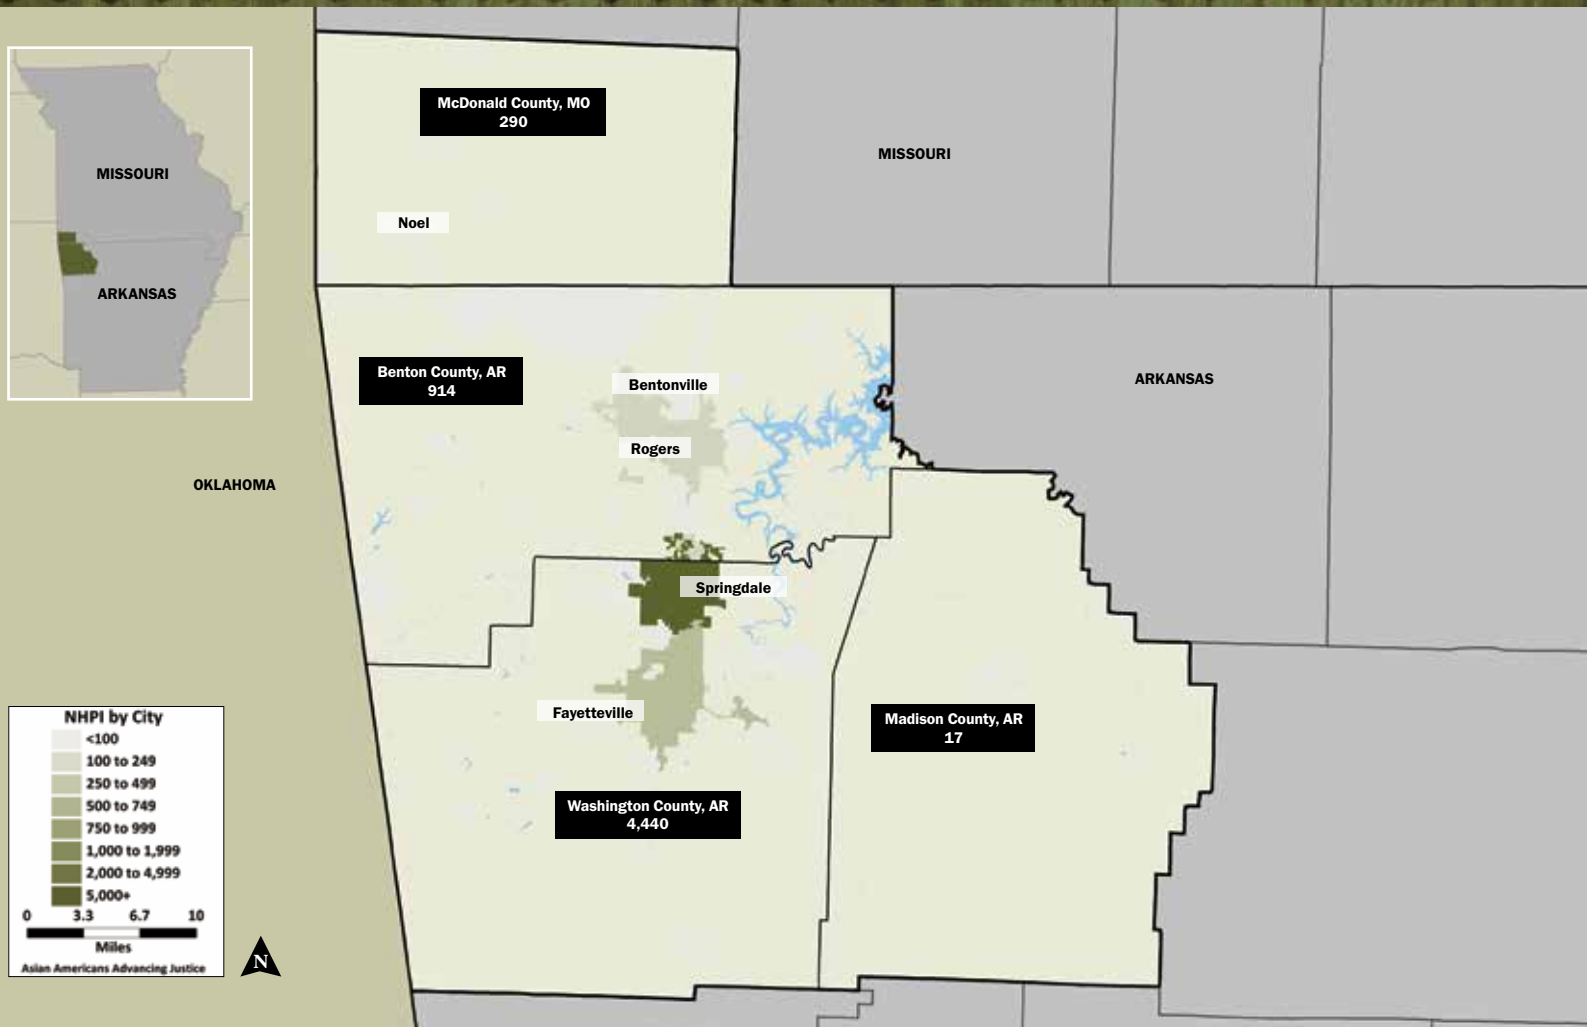 MISSOURI
ARKANSAS
McDonald County, MO
290
MISSOURI
Noel
Benton County, AR
914
Bentonville
Rogers
ARKANSAS
OKLAHOMA
Springdale
Fayetteville
Madison County, AR
17
Washington County, AR
4,440
NHPI by City
<100
100 to 249
250 to 499
500 to 749
750 to 999
1,000 to 1,999
2,000 to 4,999
5,000+
0 3.3 6.7 10
Miles
Asian Americans Advancing Justice
N